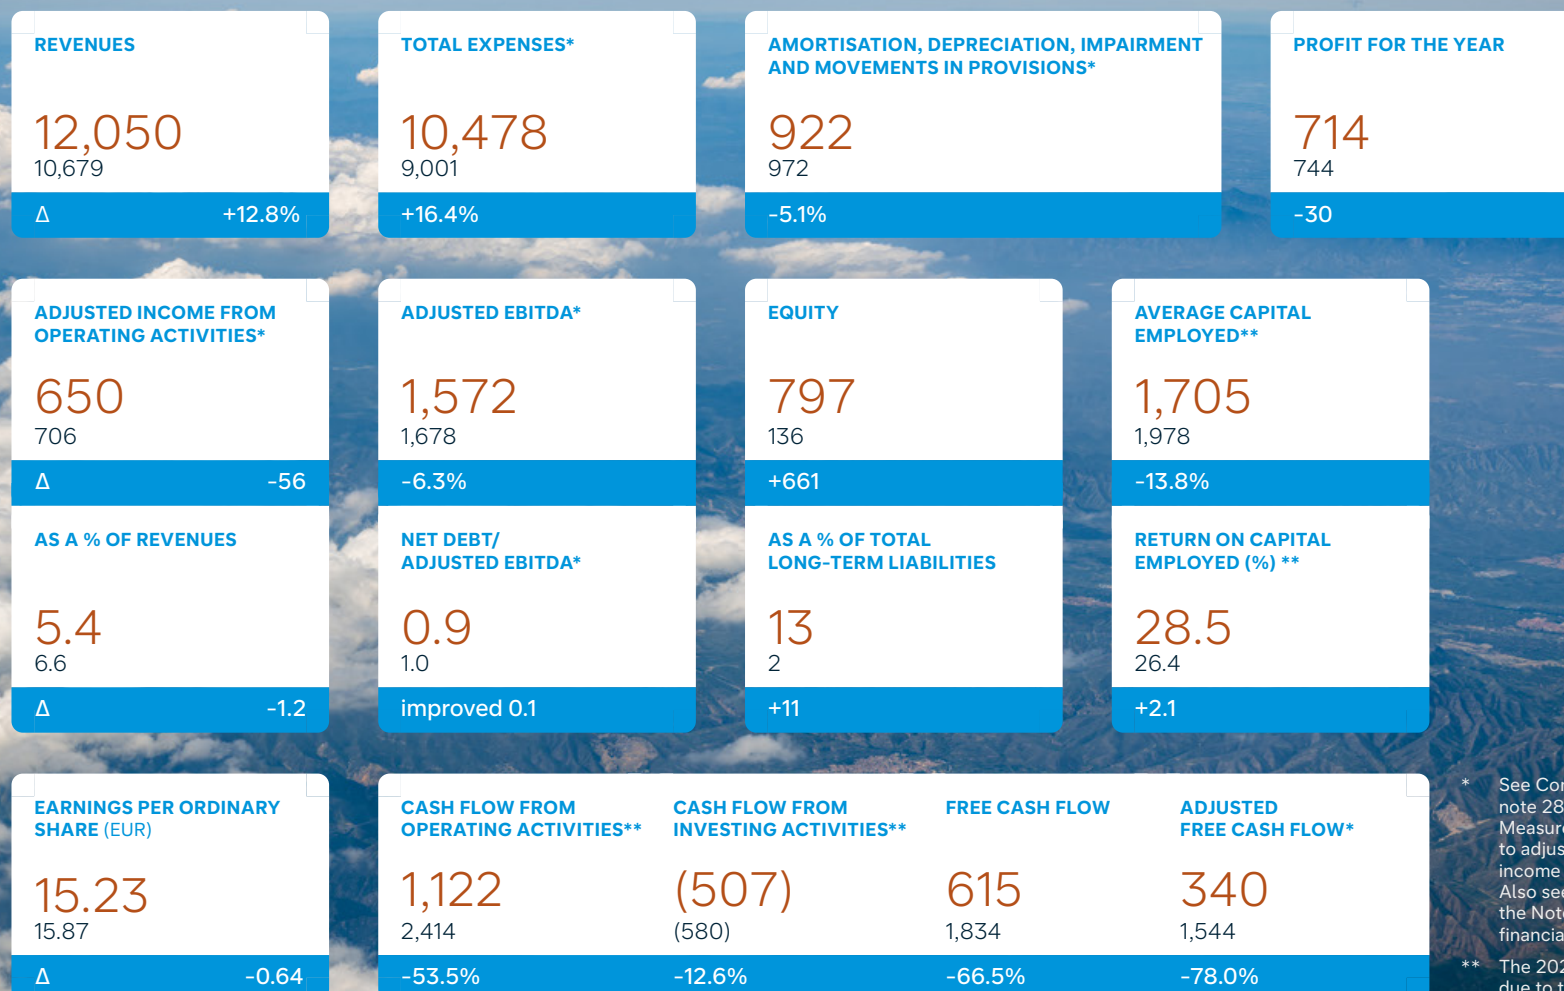 REVENUES
12,050
10,679
Δ +12.8%
TOTAL EXPENSES*
10,478
9,001
+16.4%
AMORTISATION, DEPRECIATION, IMPAIRMENT
AND MOVEMENTS IN PROVISIONS*
922
972
-5.1%
PROFIT FOR THE YEAR
714
744
-30
ADJUSTED INCOME FROM
OPERATING ACTIVITIES*
650
706
Δ -56
AS A % OF REVENUES
5.4
6.6
Δ -1.2
ADJUSTED EBITDA*
1,572
1,678
-6.3%
NET DEBT/
ADJUSTED EBITDA*
0.9
1.0
improved 0.1
EQUITY
797
136
+661
AS A % OF TOTAL
LONG-TERM LIABILITIES
13
2
+11
AVERAGE CAPITAL
EMPLOYED**
1,705
1,978
-13.8%
RETURN ON CAPITAL
EMPLOYED (%) **
28.5
26.4
+2.1
EARNINGS PER ORDINARY
SHARE (EUR)
15.23
15.87
Δ -0.64
CASH FLOW FROM
OPERATING ACTIVITIES**
1,122
2,414
-53.5%
CASH FLOW FROM
INVESTING ACTIVITIES**
(507)
(580)
-12.6%
FREE CASH FLOW
615
1,834
-66.5%
ADJUSTED
FREE CASH FLOW*
340
1,544
-78.0%
* See
note 28
to
income
Also
the
** The
due to